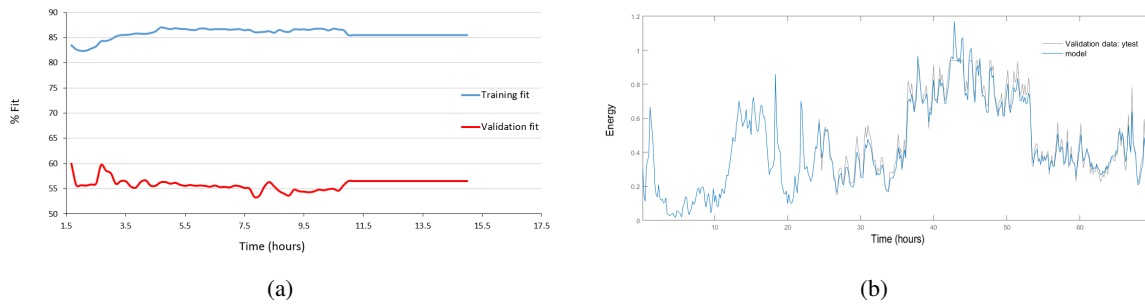 90
85
80
75
70
65
60
55
50
% Fit
Training fit
Validation fit
1.5 3.5 5.5 7.5 9.5 11.5 13.5 15.5 17.5
Time (hours)
(a)
1.2
1
0.8
0.6
0.4
0.2
0
Energy
Validation data: ytest
model
10 20 30 40 50 60
Time (hours)
(b)